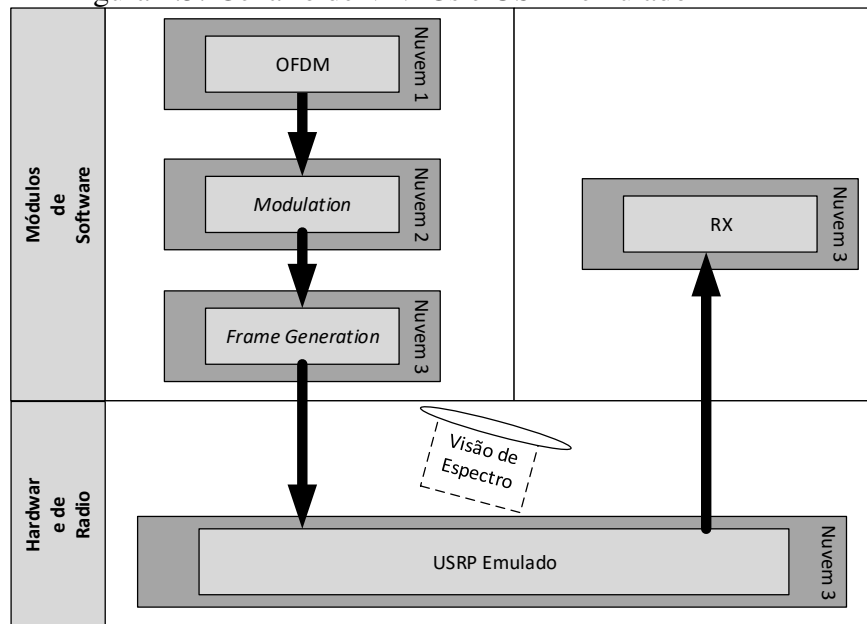 OFDM
Nuvem 1
Módulos
de
Software
Modulation
Nuvem 2
Frame Generation
Nuvem 3
RX
Nuvem 3
Hardwar
e de
Radio
Visão de
Espectro
USRP Emulado
Nuvem 3